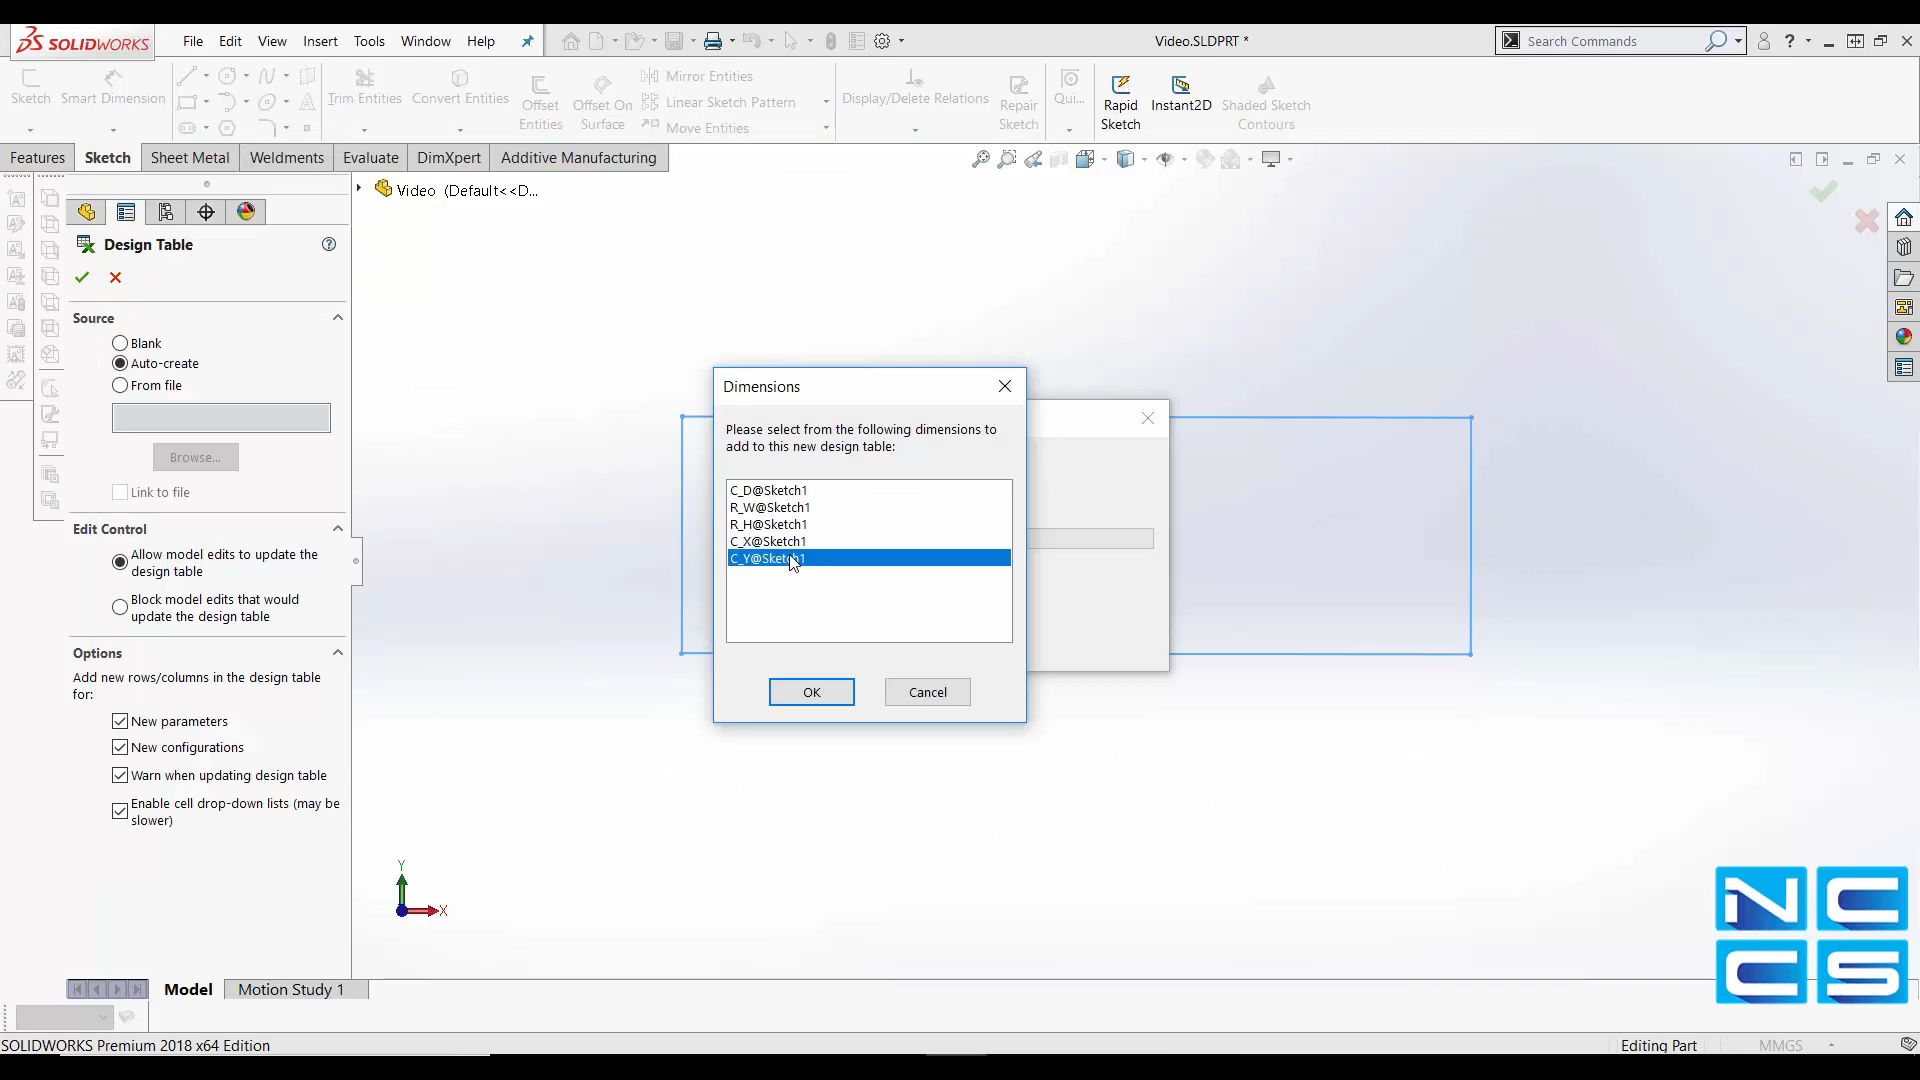 SOLIDWORKS
File Edit View Insert Tools Window Help
Video.SLDPRT *
Search Commands
Sketch
Smart Dimension
Trim Entities
Convert Entities
Offset
Entities
Offset On
Surface
Mirror Entities
Linear Sketch Pattern
Move Entities
Display/Delete Relations
Repair
Sketch
Qui...
Rapid
Sketch
Instant2D
Shaded Sketch
Contours
Features Sketch Sheet Metal Weldments Evaluate DimXpert Additive Manufacturing
Video (Default<<D...
Design Table
Source
Blank
Auto-create
From file
Browse...
Link to file
Edit Control
Allow model edits to update the
design table
Block model edits that would
update the design table
Options
Add new rows/columns in the design table
for:
New parameters
New configurations
Warn when updating design table
Enable cell drop-down lists (may be
slower)
Dimensions
Please select from the following dimensions to
add to this new design table:
C_D@Sketch1
R_W@Sketch1
R_H@Sketch1
C_X@Sketch1
C_Y@Sketch1
OK
Cancel
Y
X
NC
CS
Model
Motion Study 1
SOLIDWORKS Premium 2018 x64 Edition
Editing Part
MMGS